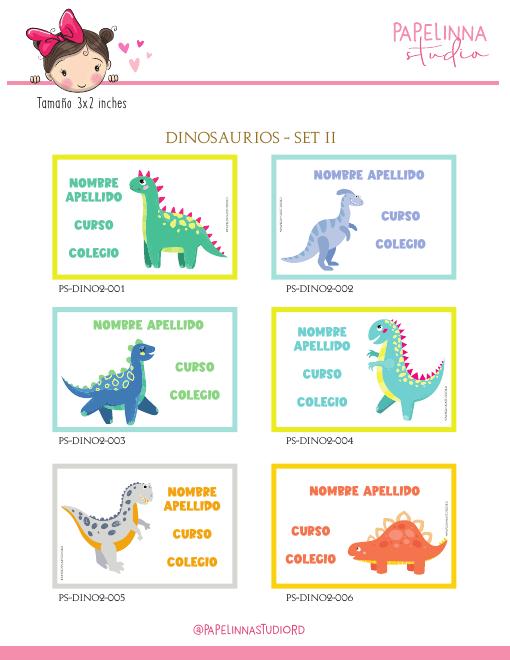 PAPELINNA
studio
Tamaño 3x2 inches
DINOSAURIOS - SET II
NOMBRE
APELLIDO
CURSO
COLEGIO
PS-DINO2-001
NOMBRE APELLIDO
CURSO
COLEGIO
PS-DINO2-002
NOMBRE APELLIDO
CURSO
COLEGIO
PS-DINO2-003
NOMBRE
APELLIDO
CURSO
COLEGIO
PS-DINO2-004
NOMBRE
APELLIDO
CURSO
COLEGIO
PS-DINO2-005
NOMBRE APELLIDO
CURSO
COLEGIO
PS-DINO2-006
@PAPELINNASTUDIORD